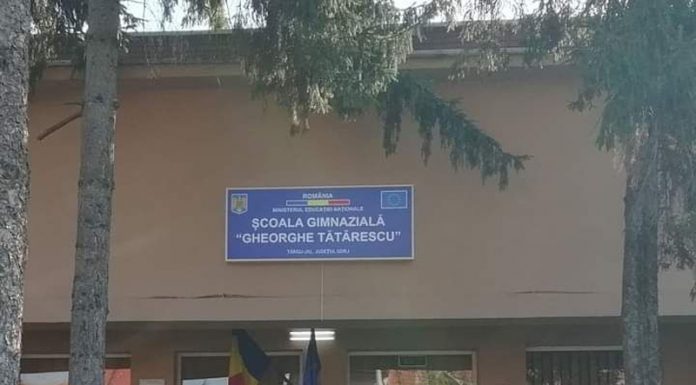 ROMÂNIA
MINISTERUL EDUCAȚIEI NAȚIONALE
ȘCOALA GIMNAZIALĂ
“GHEORGHE TĂTĂRESCU”
TÂRGU-JIU, JUDEȚUL GORJ